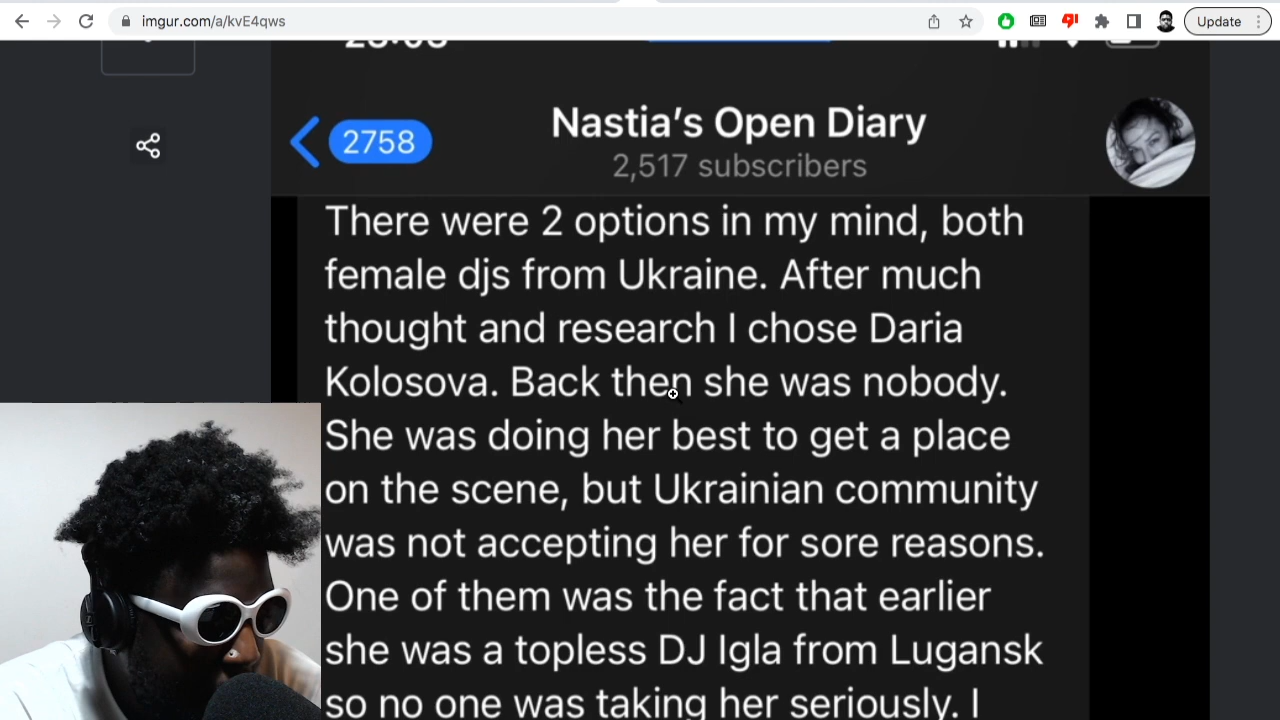 imgur.com/a/kvE4qws
Update
2758
Nastia's Open Diary
2,517 subscribers
There were 2 options in my mind, both
female djs from Ukraine. After much
thought and research I chose Daria
Kolosova. Back then she was nobody.
She was doing her best to get a place
on the scene, but Ukrainian community
was not accepting her for sore reasons.
One of them was the fact that earlier
she was a topless DJ Igla from Lugansk
so no one was taking her seriously. I